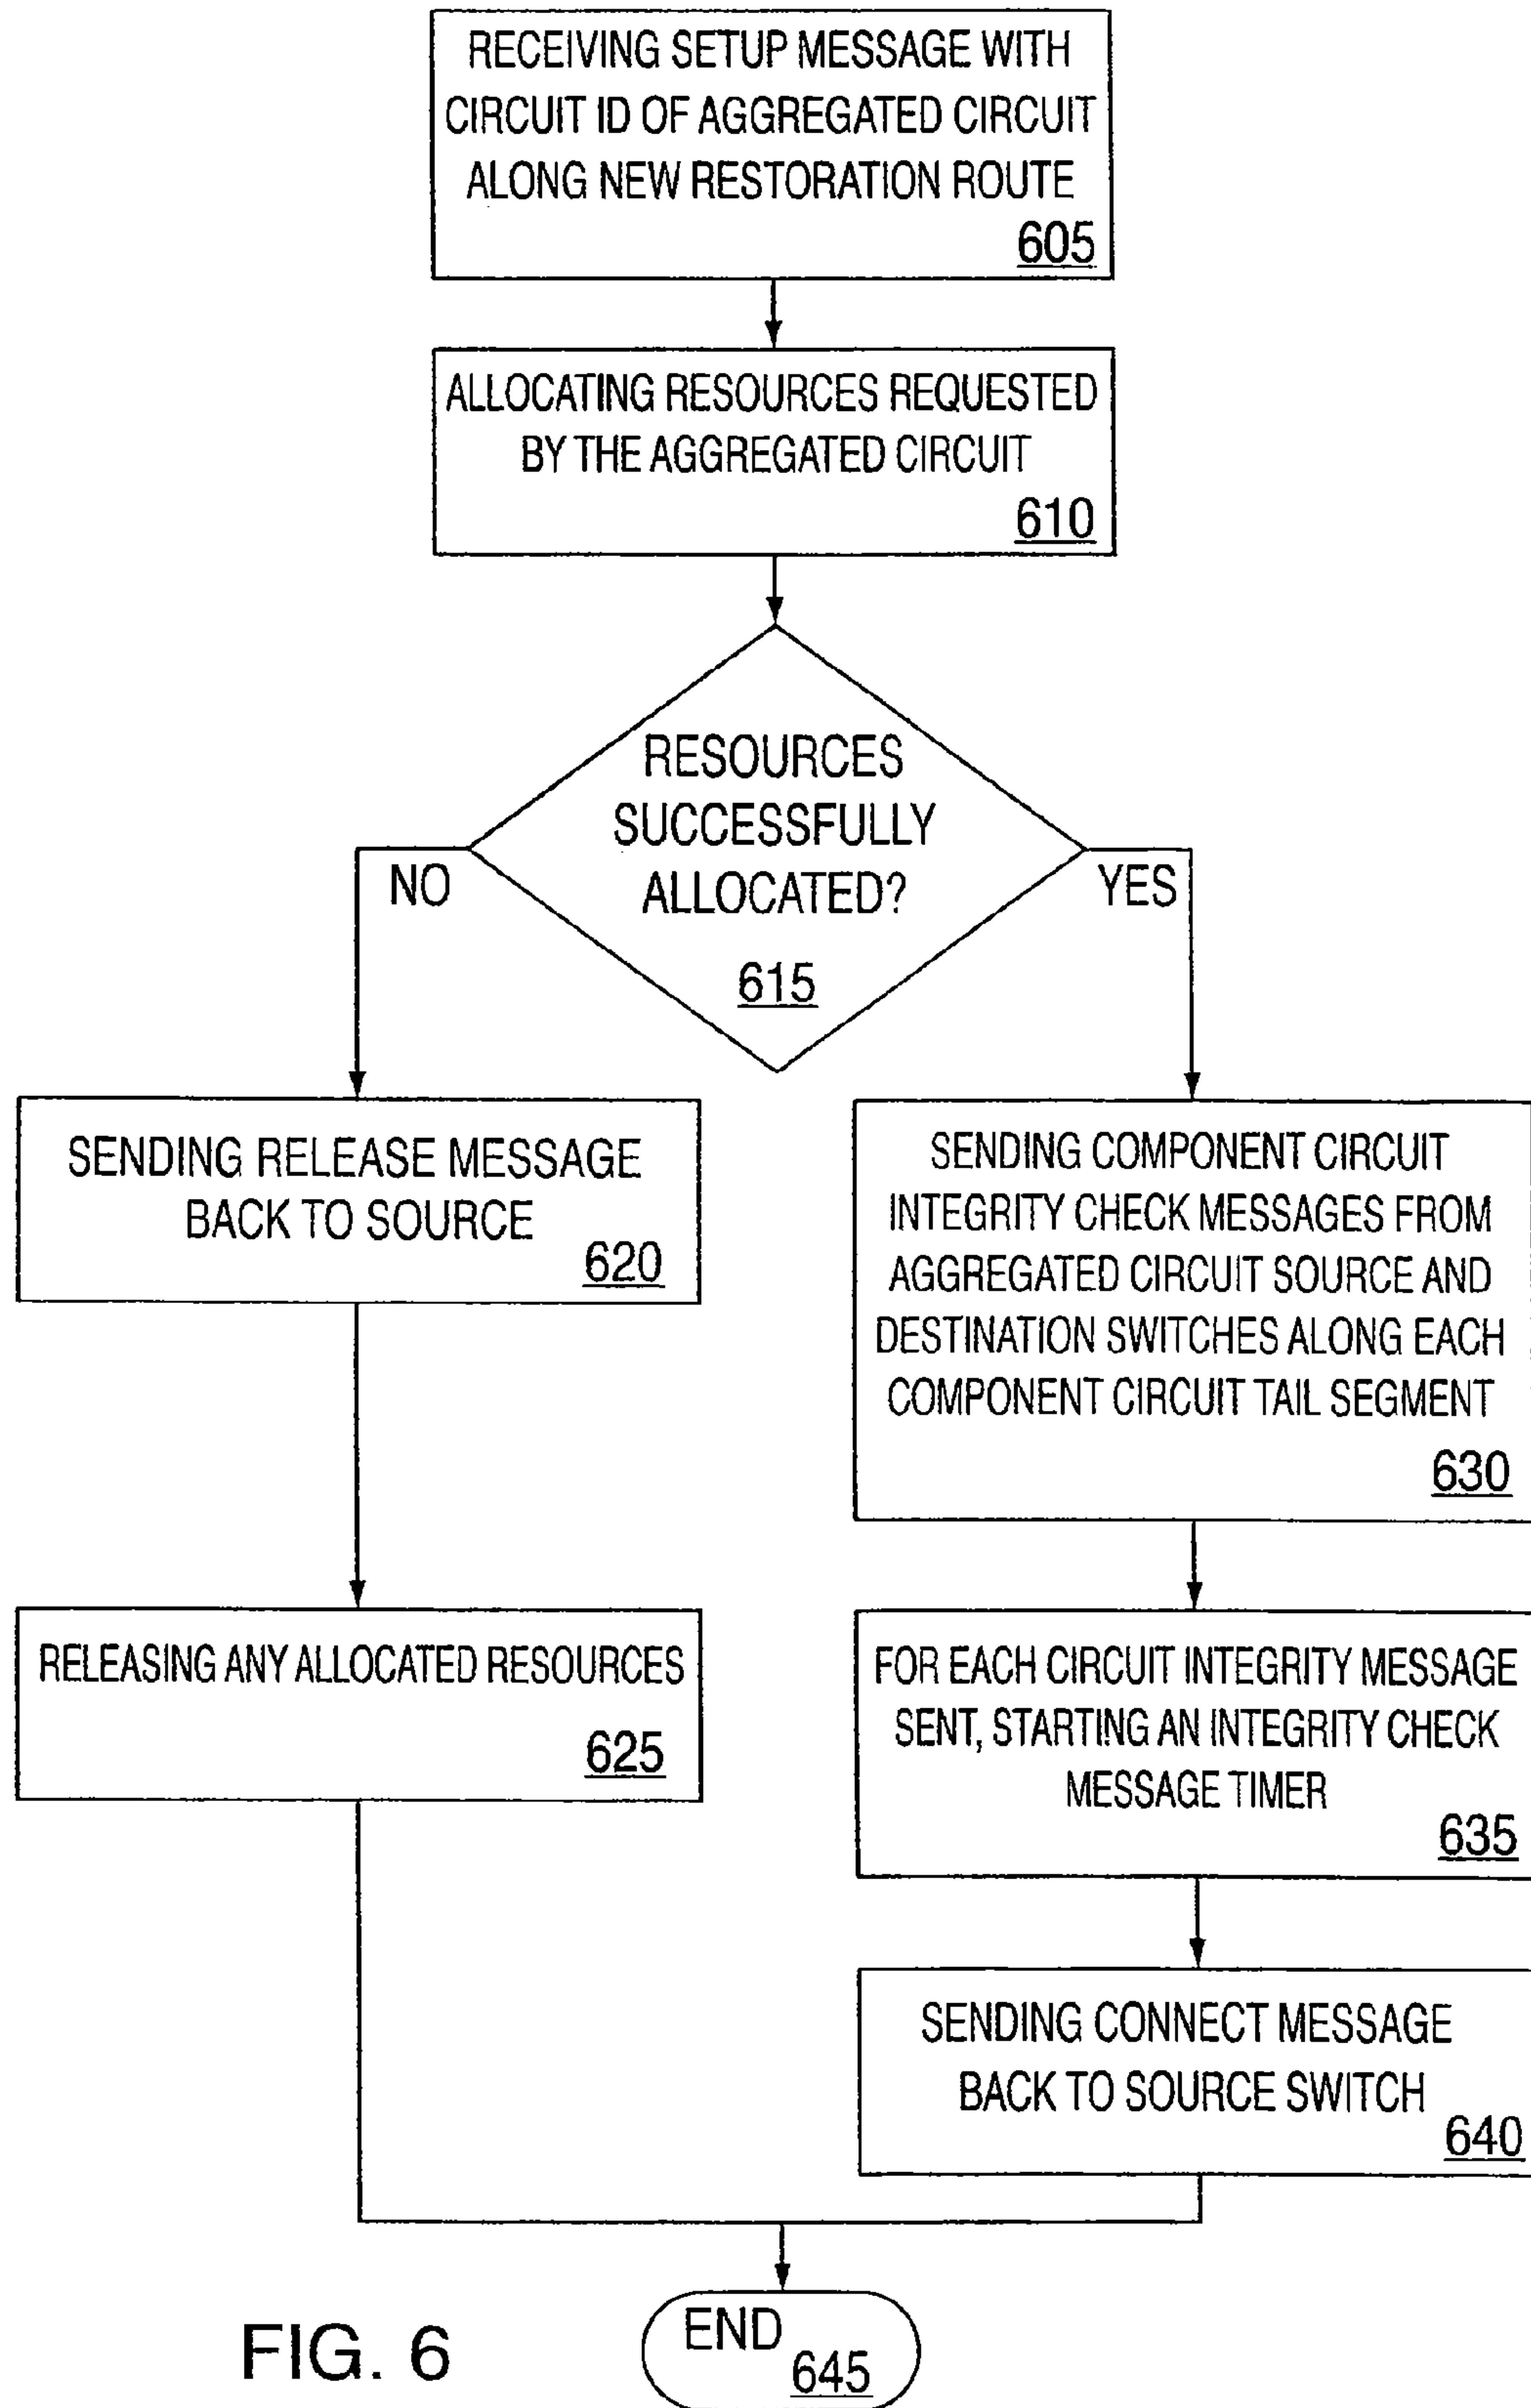 RECEIVING SETUP MESSAGE WITH
CIRCUIT ID OF AGGREGATED CIRCUIT
ALONG NEW RESTORATION ROUTE
605
ALLOCATING RESOURCES REQUESTED
BY THE AGGREGATED CIRCUIT
610
RESOURCES
SUCCESSFULLY
ALLOCATED?
615
NO
YES
SENDING RELEASE MESSAGE
BACK TO SOURCE
620
RELEASING ANY ALLOCATED RESOURCES
625
SENDING COMPONENT CIRCUIT
INTEGRITY CHECK MESSAGES FROM
AGGREGATED CIRCUIT SOURCE AND
DESTINATION SWITCHES ALONG EACH
COMPONENT CIRCUIT TAIL SEGMENT
630
FOR EACH CIRCUIT INTEGRITY MESSAGE
SENT, STARTING AN INTEGRITY CHECK
MESSAGE TIMER
635
SENDING CONNECT MESSAGE
BACK TO SOURCE SWITCH
640
END
645
FIG. 6